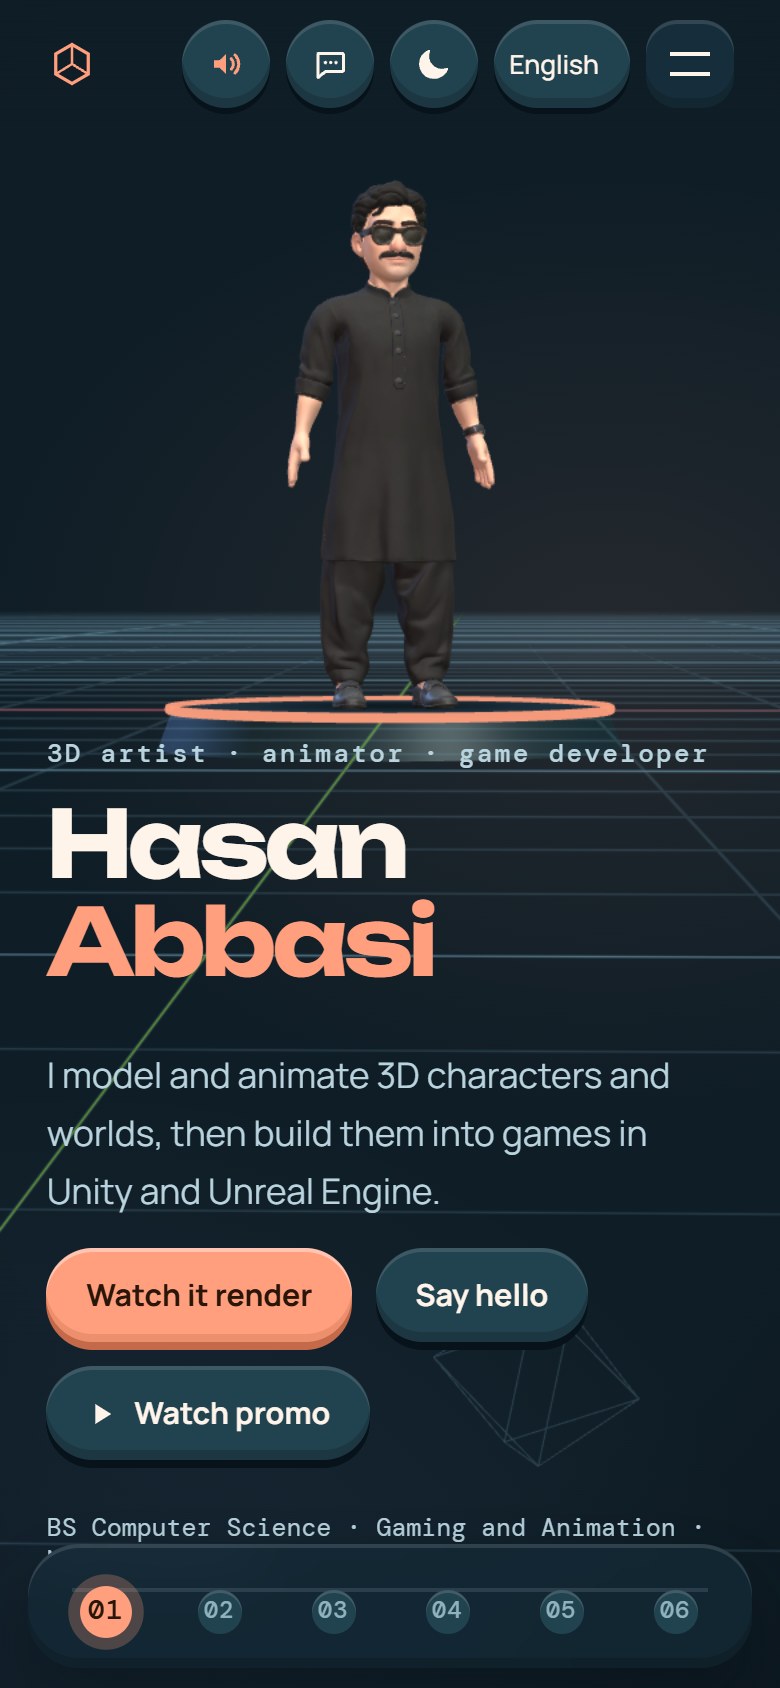 English
3D artist · animator · game developer
Hasan
Abbasi
I model and animate 3D characters and
worlds, then build them into games in
Unity and Unreal Engine.
Watch it render
Say hello
Watch promo
BS Computer Science · Gaming and Animation ·
01 02 03 04 05 06